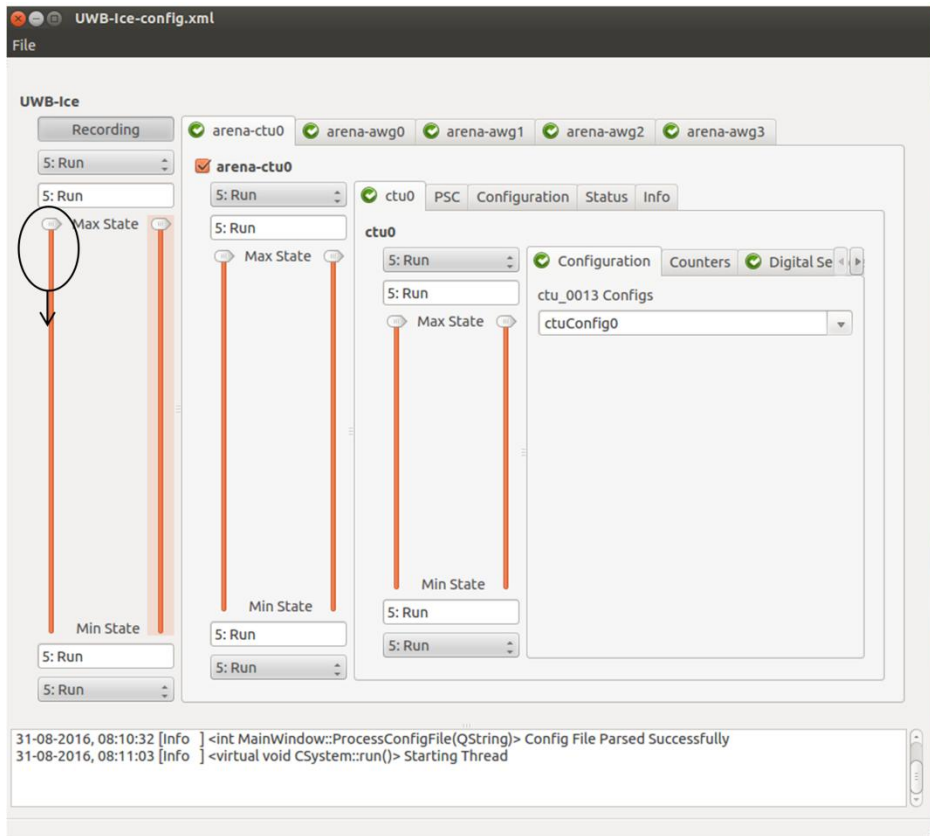 UWB-Ice-config.xml
File
UWB-Ice
Recording
5: Run
5: Run
Max State
Min State
5: Run
5: Run
arena-ctu0 arena-awg0 arena-awg1 arena-awg2 arena-awg3
arena-ctu0
5: Run
5: Run
Max State
Min State
5: Run
5: Run
ctu0 PSC Configuration Status Info
ctu0
5: Run
5: Run
Max State
Min State
5: Run
5: Run
Configuration Counters Digital Se
ctu_0013 Configs
ctuConfig0
31-08-2016, 08:10:32 [Info ] <int MainWindow::ProcessConfigFile(QString)> Config File Parsed Successfully
31-08-2016, 08:11:03 [Info ] <virtual void CSystem::run()> Starting Thread